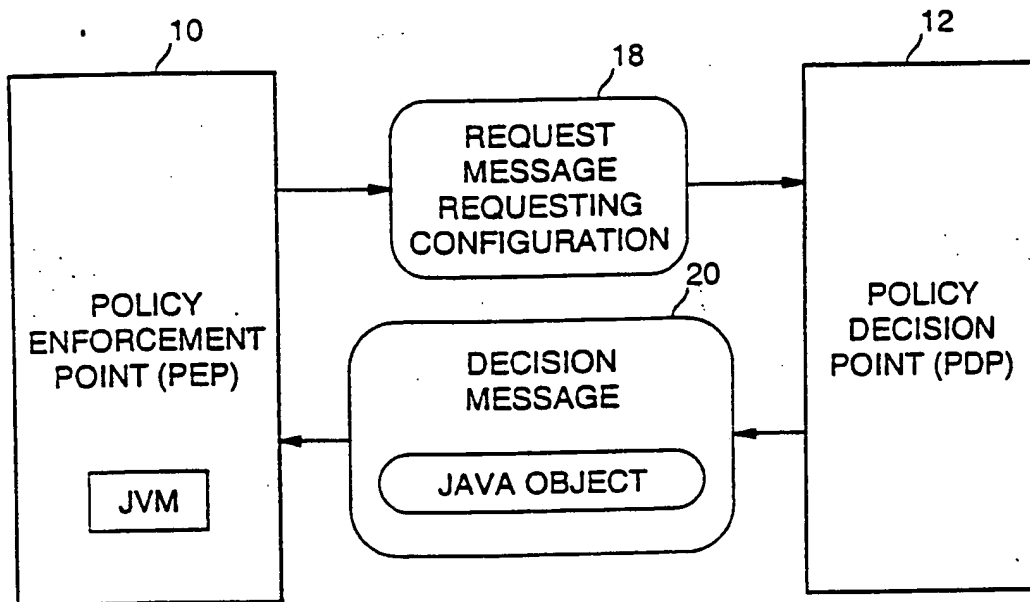 10
12
18
REQUEST
MESSAGE
REQUESTING
CONFIGURATION
20
POLICY
ENFORCEMENT
POINT (PEP)
DECISION
MESSAGE
POLICY
DECISION
POINT (PDP)
JAVA OBJECT
JVM